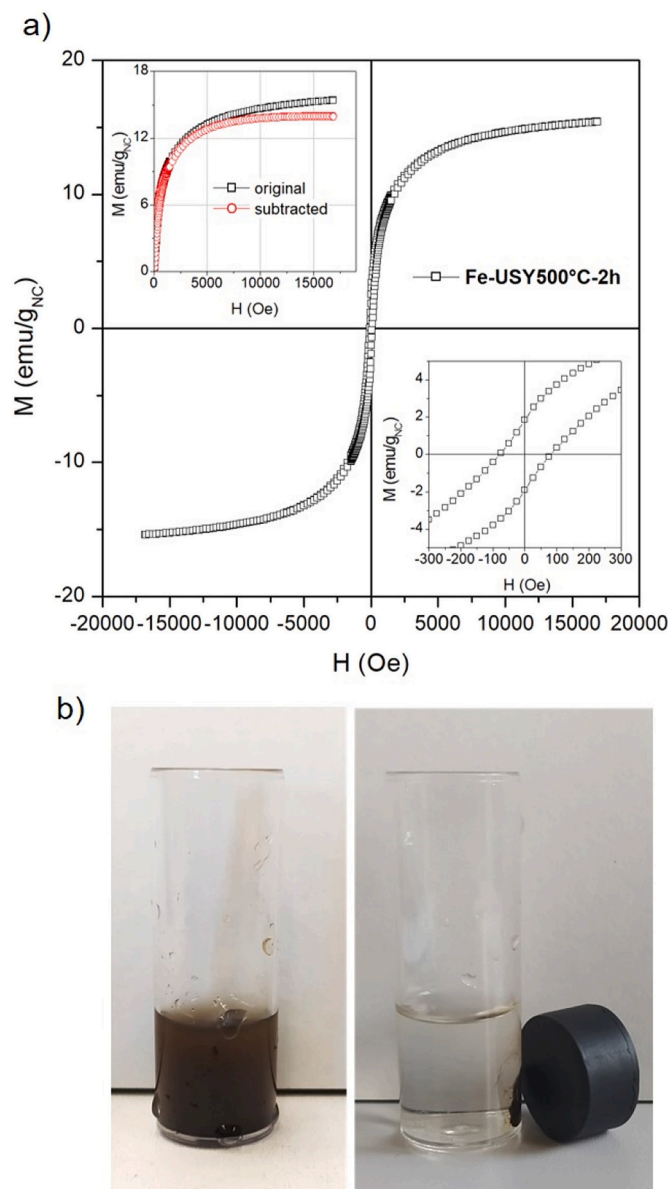 a)
20
10
0
-10
-20
M (emu/g_NC)
-20000 -15000 -10000 -5000 0 5000 10000 15000 20000
H (Oe)
Fe-USY500°C-2h
18
12
6
0
M (emu/g_NC)
original
subtracted
0 5000 10000 15000
H (Oe)
4
2
0
-2
-4
M (emu/g_NC)
-300 -200 -100 0 100 200 300
H (Oe)
b)